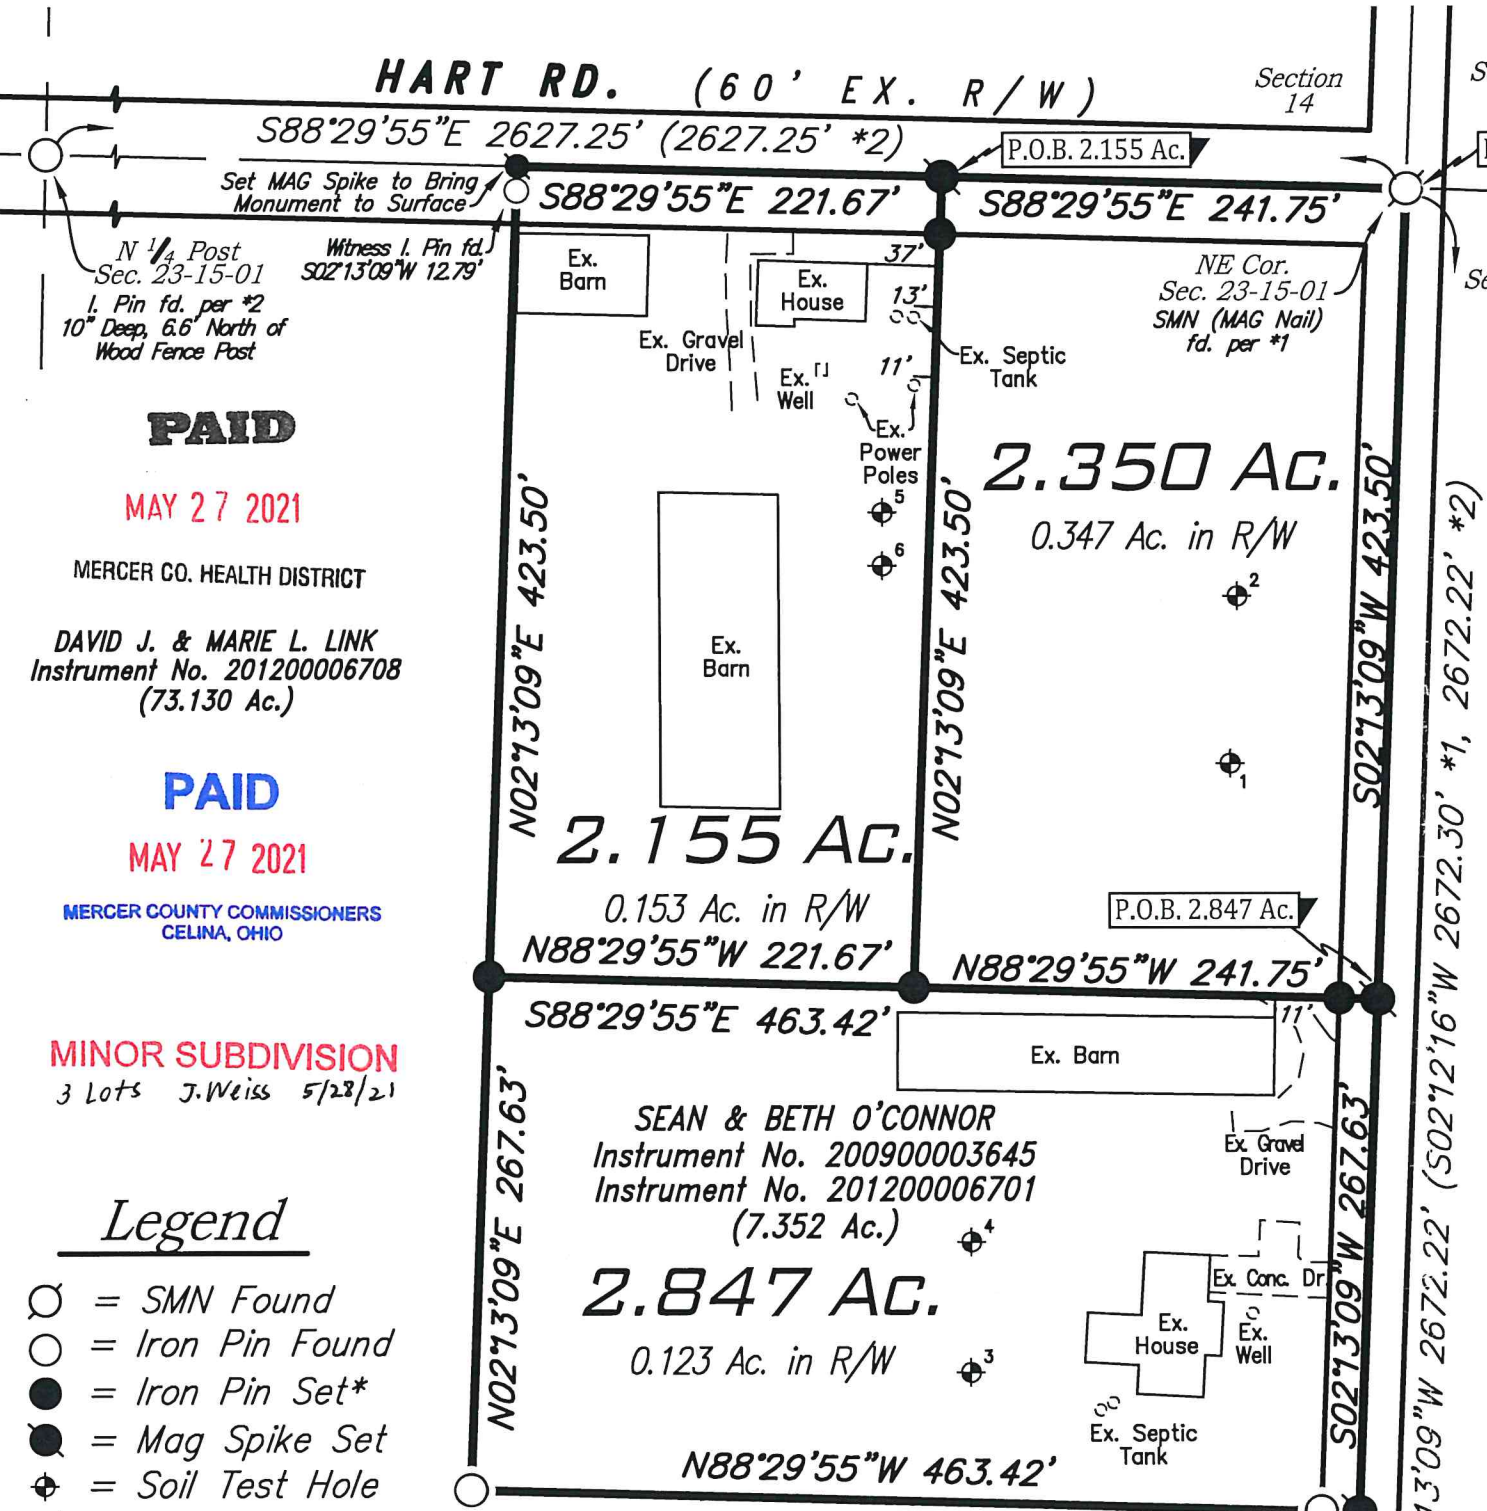 HART RD. (60' EX. R/W)
Section
14
S88°29'55"E 2627.25' (2627.25' *2)
P.O.B. 2.155 Ac.
Set MAG Spike to Bring
Monument to Surface
S88°29'55"E 221.67'
S88°29'55"E 241.75'
N 1/4 Post
Sec. 23-15-01
I. Pin fd. per *2
10" Deep, 6.6' North of
Wood Fence Post
Witness I. Pin fd.
S02°13'09"W 12.79'
Ex.
Barn
Ex.
House
37'
13'
11'
Ex. Gravel
Drive
Ex.
Well
Ex. Septic
Tank
Ex.
Power
Poles
NE Cor.
Sec. 23-15-01
SMN (MAG Nail)
fd. per *1
PAID
MAY 27 2021
MERCER CO. HEALTH DISTRICT
DAVID J. & MARIE L. LINK
Instrument No. 201200006708
(73.130 Ac.)
PAID
MAY 27 2021
MERCER COUNTY COMMISSIONERS
CELINA, OHIO
MINOR SUBDIVISION
3 Lots J. Weiss 5/28/21
N02°13'09"E 423.50'
5
6
Ex.
Barn
2.155 Ac.
0.153 Ac. in R/W
N88°29'55"W 221.67'
N02°13'09"E 423.50'
2.350 Ac.
0.347 Ac. in R/W
2
1
S02°13'09"W 423.50'
P.O.B. 2.847 Ac.
N88°29'55"W 241.75'
S88°29'55"E 463.42'
11'
Ex. Barn
N02°13'09"E 267.63'
SEAN & BETH O'CONNOR
Instrument No. 200900003645
Instrument No. 201200006701
(7.352 Ac.)
4
2.847 Ac.
0.123 Ac. in R/W
3
Ex. Gravel
Drive
Ex. Conc. Dr.
Ex.
House
Ex.
Well
Ex. Septic
Tank
S02°13'09"W 267.63'
N88°29'55"W 463.42'
13'09"W 2672.22' (S02°12'16"W 2672.30' *1, 2672.22' *2)
Legend
= SMN Found
= Iron Pin Found
= Iron Pin Set*
= Mag Spike Set
= Soil Test Hole